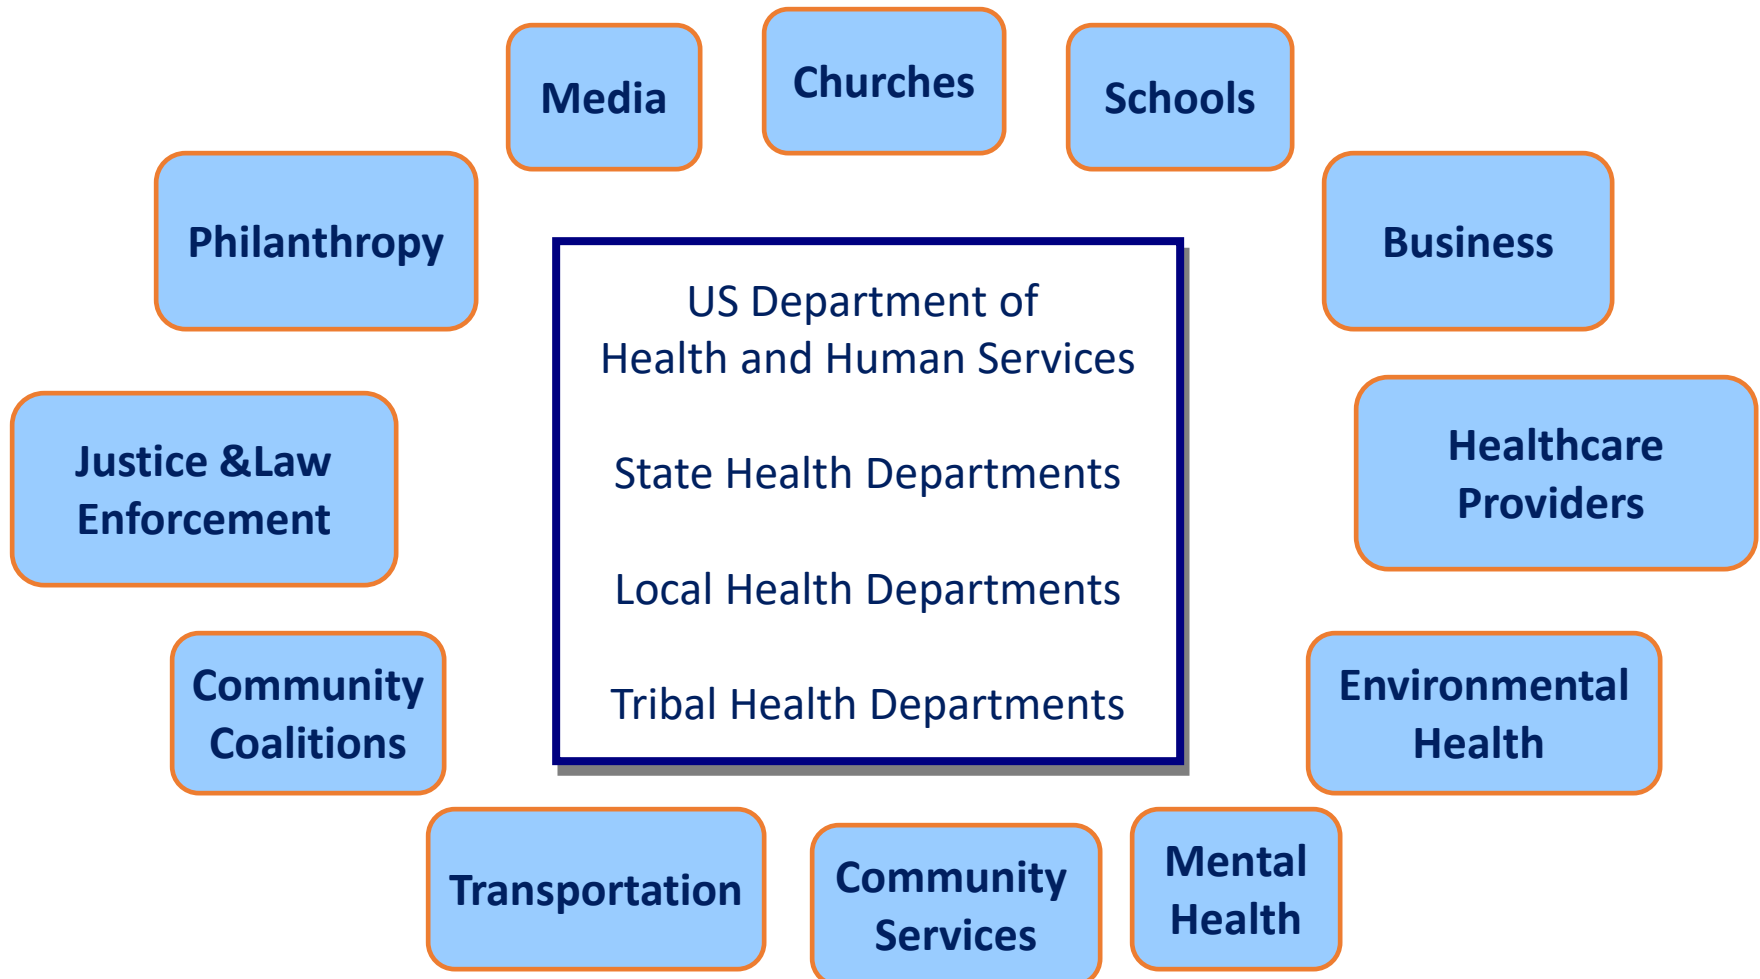 Media
Churches
Schools
Philanthropy
Business
US Department of
Health and Human Services
State Health Departments
Local Health Departments
Tribal Health Departments
Justice &Law
Enforcement
Healthcare
Providers
Community
Coalitions
Environmental
Health
Transportation
Community
Services
Mental
Health